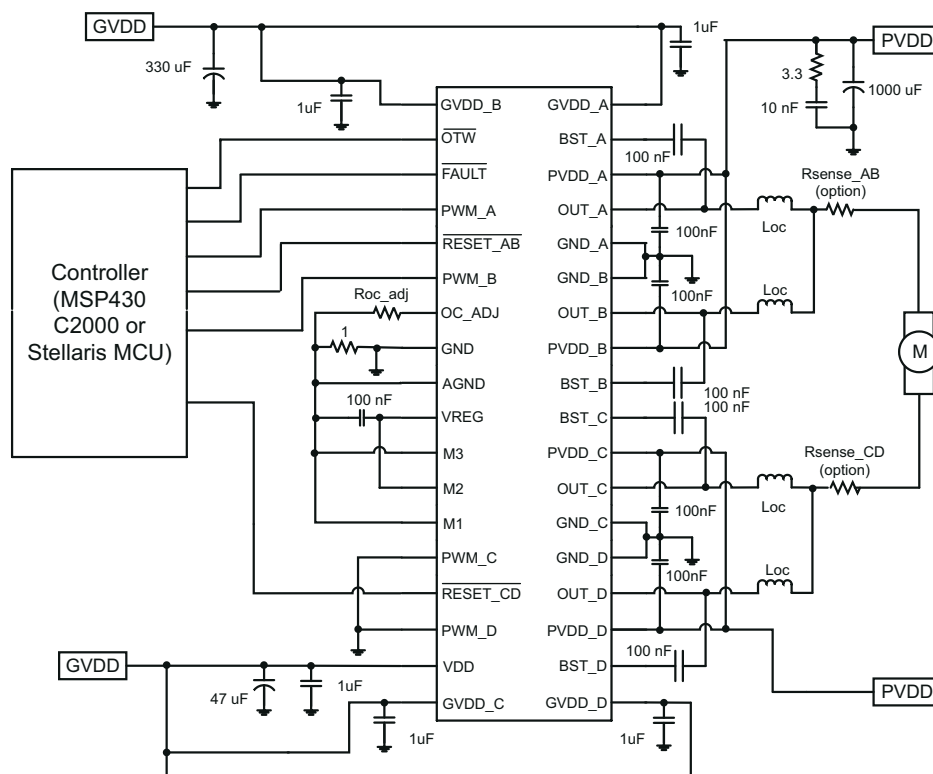 GVDD
330 uF
1uF
1uF
PVDD
3.3
10 nF
1000 uF
GVDD_B
OTW
FAULT
PWM_A
RESET_AB
PWM_B
OC_ADJ
GND
AGND
VREG
M3
M2
M1
PWM_C
RESET_CD
PWM_D
VDD
GVDD_C
GVDD_A
BST_A
PVDD_A
OUT_A
GND_A
GND_B
OUT_B
PVDD_B
BST_B
BST_C
PVDD_C
OUT_C
GND_C
GND_D
OUT_D
PVDD_D
BST_D
GVDD_D
Controller
(MSP430
C2000 or
Stellaris MCU)
Roc_adj
1
100 nF
100 nF
100nF
100nF
100 nF
100 nF
100nF
100nF
100 nF
Rsense_AB
(option)
Loc
Loc
M
Rsense_CD
(option)
Loc
Loc
GVDD
47 uF
1uF
1uF
1uF
PVDD